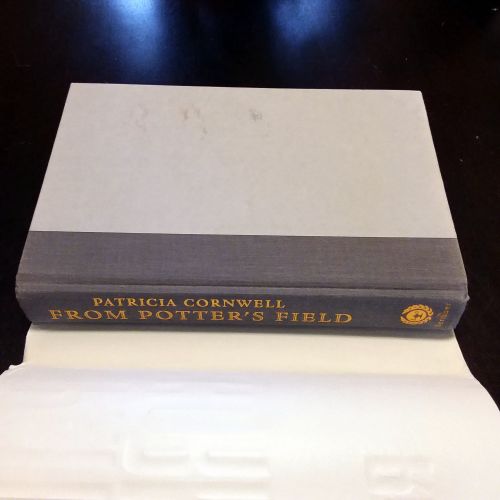 PATRICIA CORNWELL
FROM POTTER'S FIELD